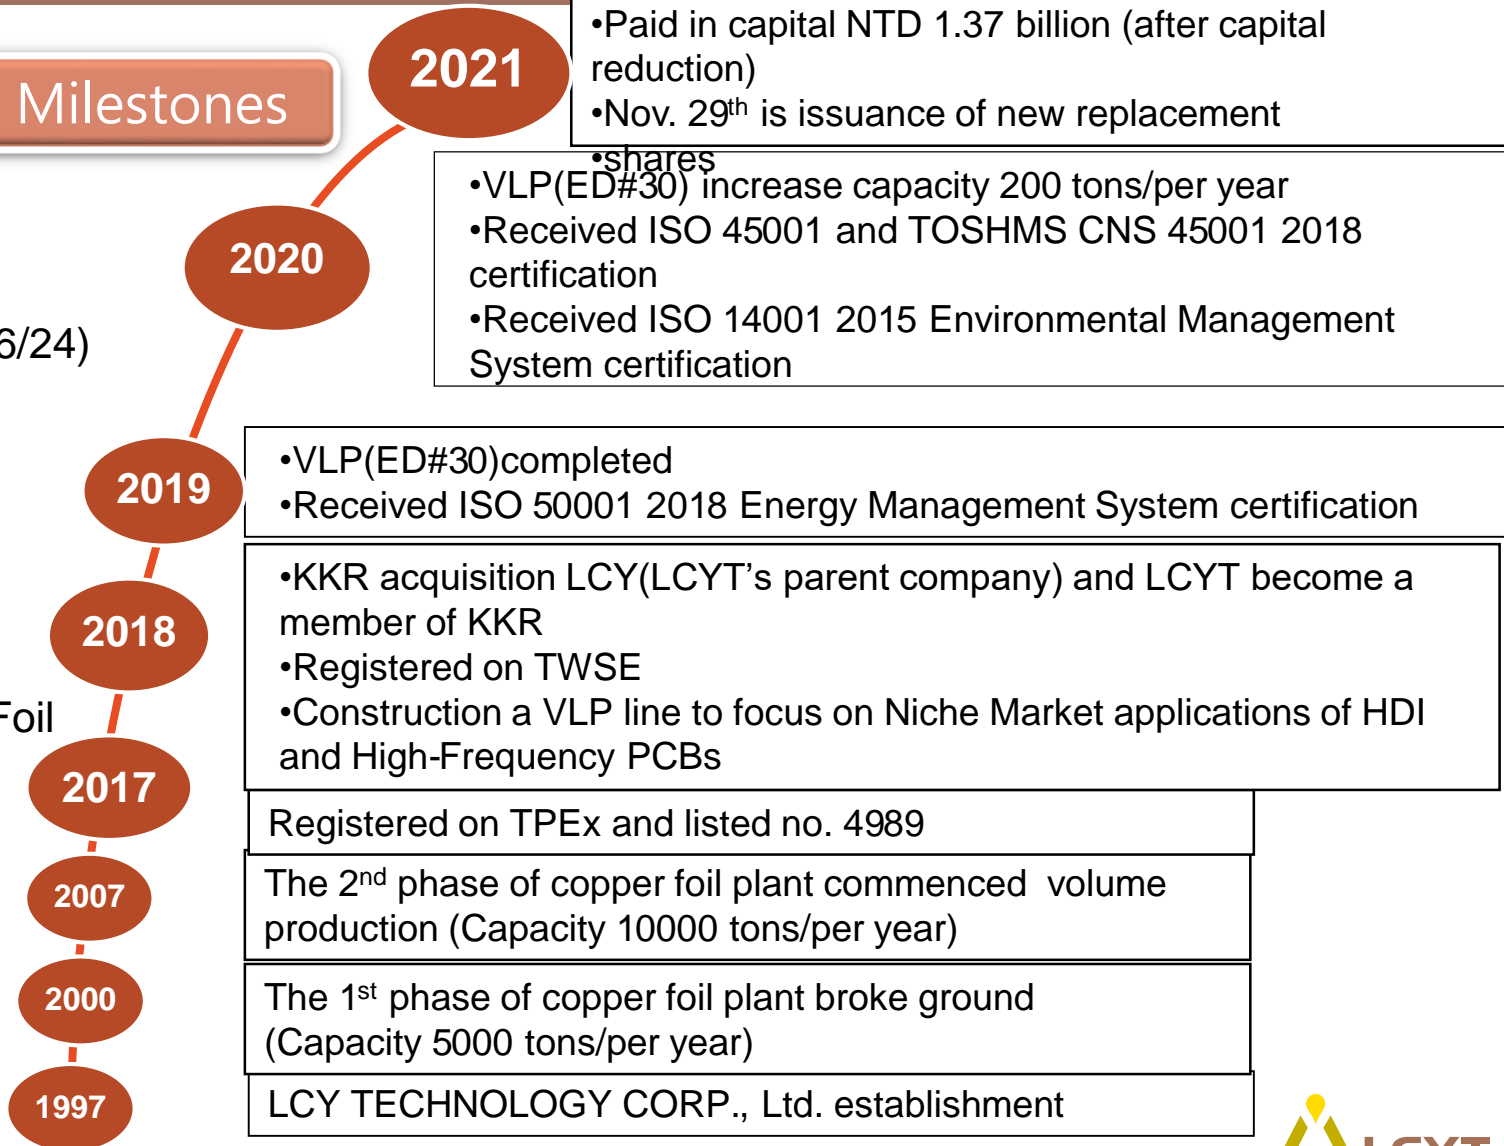 Milestones
2021
•Paid in capital NTD 1.37 billion (after capital
reduction)
•Nov. 29th is issuance of new replacement
•shares
2020
•VLP(ED#30) increase capacity 200 tons/per year
•Received ISO 45001 and TOSHMS CNS 45001 2018
certification
•Received ISO 14001 2015 Environmental Management
System certification
6/24)
2019
•VLP(ED#30)completed
•Received ISO 50001 2018 Energy Management System certification
2018
•KKR acquisition LCY(LCYT’s parent company) and LCYT become a
member of KKR
•Registered on TWSE
•Construction a VLP line to focus on Niche Market applications of HDI
and High-Frequency PCBs
Foil
2017
Registered on TPEx and listed no. 4989
2007
The 2nd phase of copper foil plant commenced  volume
production (Capacity 10000 tons/per year)
2000
The 1st phase of copper foil plant broke ground
(Capacity 5000 tons/per year)
1997
LCY TECHNOLOGY CORP., Ltd. establishment
LCYT